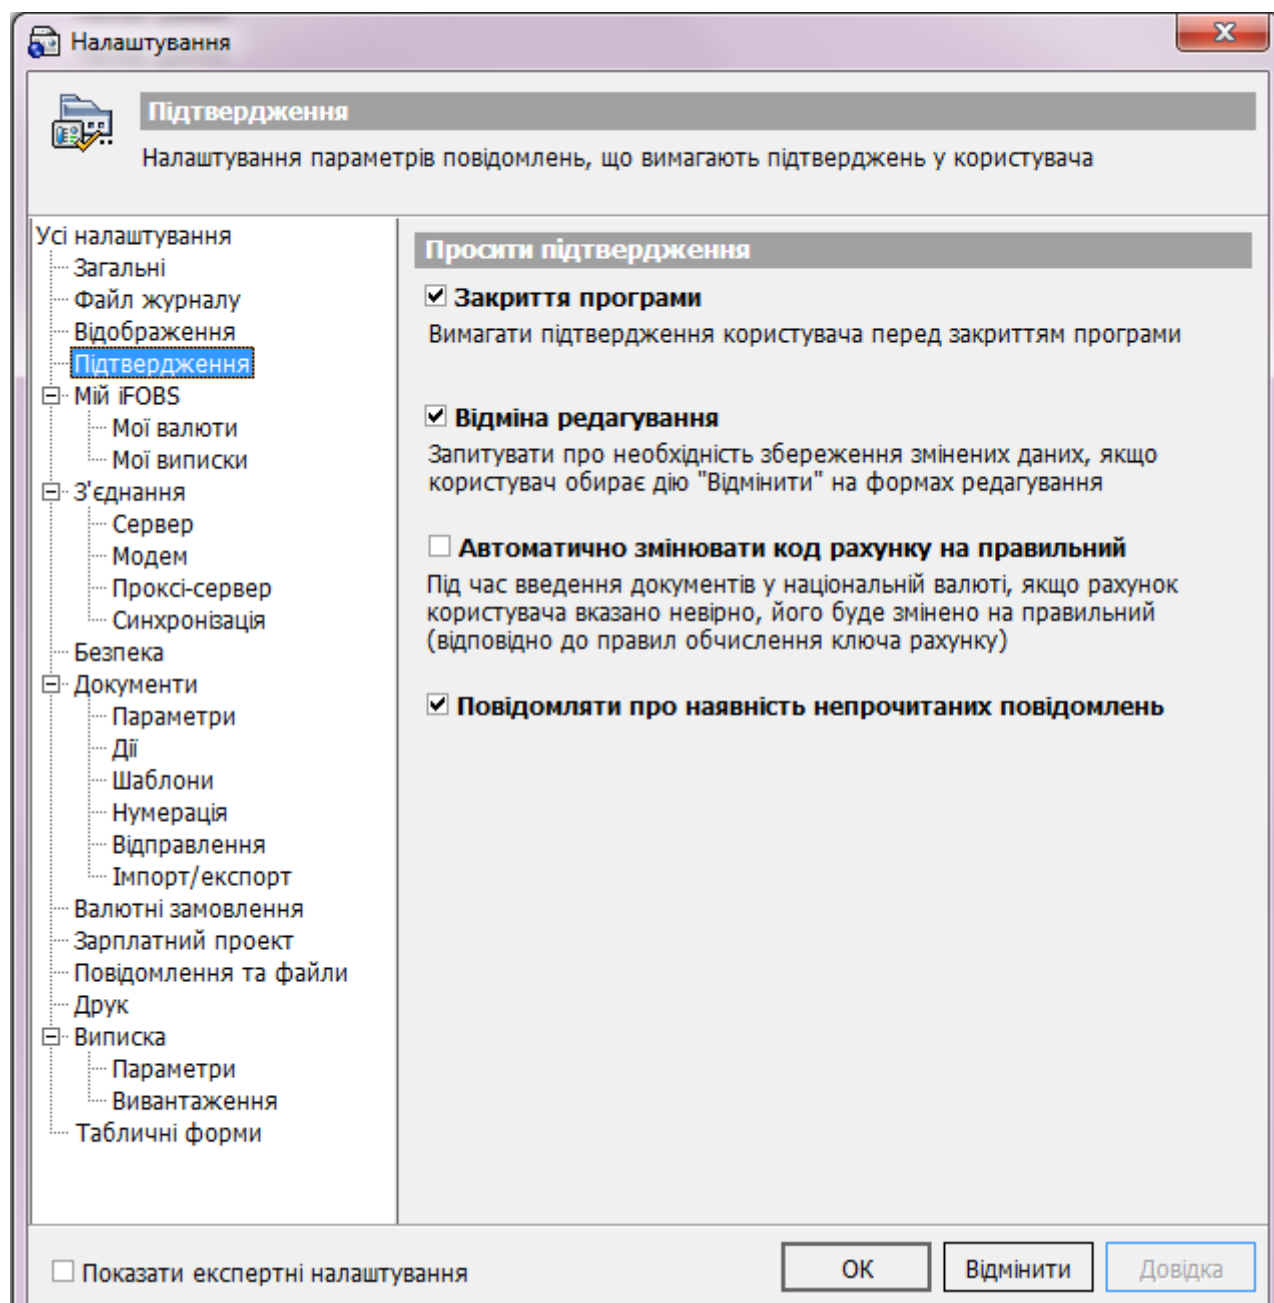 Налаштування
Підтвердження
Налаштування параметрів повідомлень, що вимагають підтверджень у користувача
Усі налаштування
Загальні
Файл журналу
Відображення
Підтвердження
Мій iFOBS
Мої валюти
Мої виписки
З'єднання
Сервер
Модем
Проксі-сервер
Синхронізація
Безпека
Документи
Параметри
Дії
Шаблони
Нумерація
Відправлення
Імпорт/експорт
Валютні замовлення
Зарплатний проект
Повідомлення та файли
Друк
Виписка
Параметри
Вивантаження
Табличні форми
Просити підтвердження
Закриття програми
Вимагати підтвердження користувача перед закриттям програми
Відміна редагування
Запитувати про необхідність збереження змінених даних, якщо
користувач обирає дію "Відмінити" на формах редагування
Автоматично змінювати код рахунку на правильний
Під час введення документів у національній валюті, якщо рахунок
користувача вказано невірно, його буде змінено на правильний
(відповідно до правил обчислення ключа рахунку)
Повідомляти про наявність непрочитаних повідомлень
Показати експертні налаштування
ОК
Відмінити
Довідка